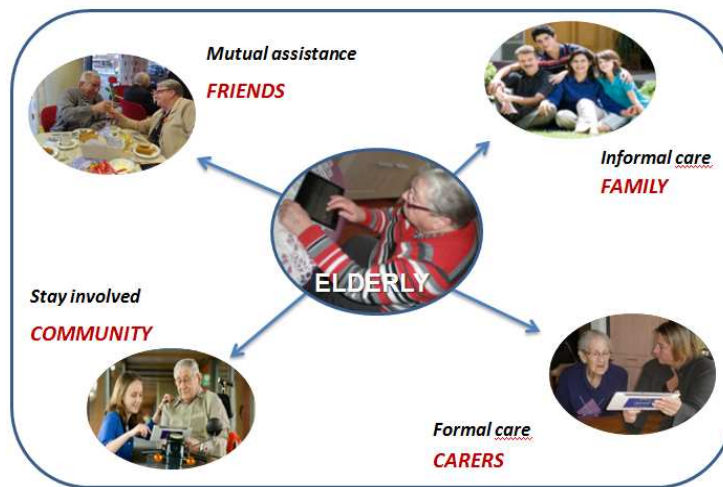 Mutual assistance
FRIENDS
Informal care
FAMILY
ELDERLY
Stay involved
COMMUNITY
Formal care
CARERS